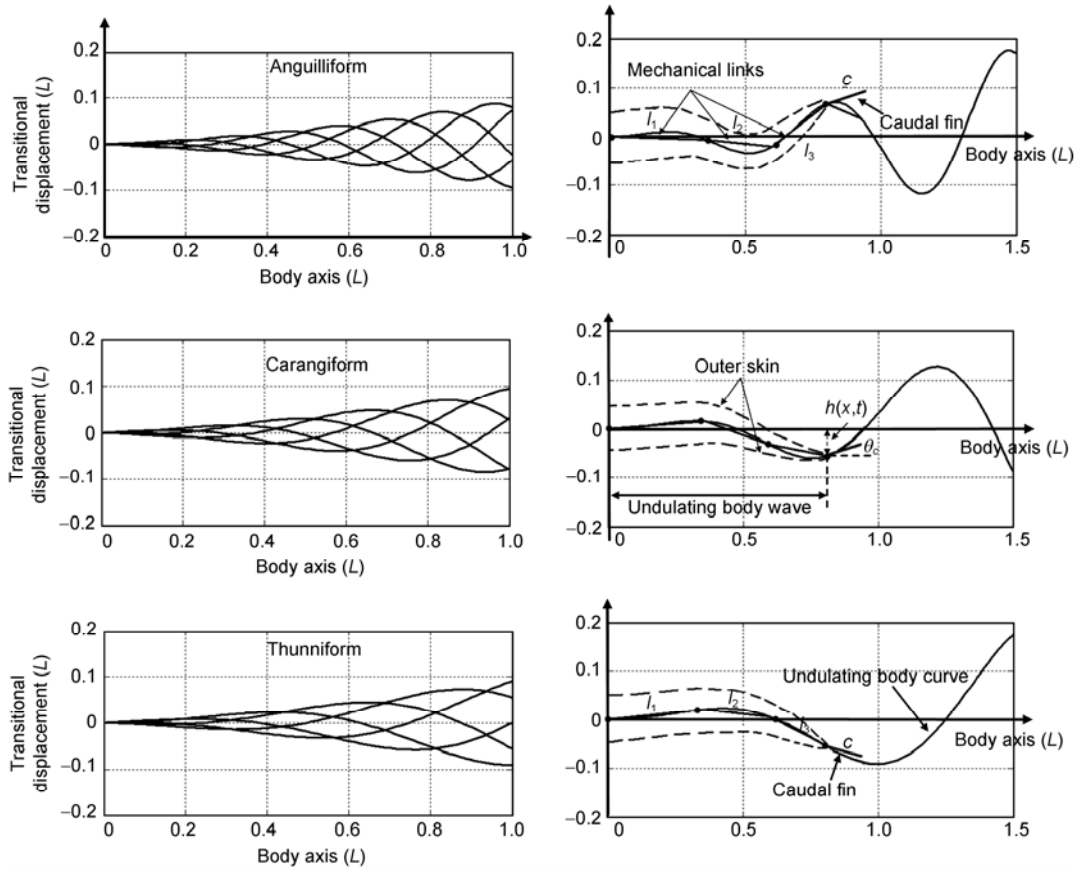 0.2
0.1
0
−0.1
−0.2
Transitional
displacement (L)
Anguilliform
0 0.2 0.4 0.6 0.8 1.0
Body axis (L)
0.2
0.1
0
−0.1
−0.2
Mechanical links
c
Caudal fin
l1
l2
l3
Body axis (L)
0 0.5 1.0 1.5
0.2
0.1
0
−0.1
−0.2
Transitional
displacement (L)
Carangiform
0 0.2 0.4 0.6 0.8 1.0
Body axis (L)
0.1
0
−0.1
−0.2
Outer skin
h(x,t)
θc
Body axis (L)
Undulating body wave
0 0.5 1.0 1.5
0.2
0.1
0
−0.1
−0.2
Transitional
displacement (L)
Thunniform
0 0.2 0.4 0.6 0.8 1.0
Body axis (L)
0.2
0.1
0
−0.1
−0.2
Undulating body curve
l1
l2
l3
c
Body axis (L)
Caudal fin
0 0.5 1.0 1.5